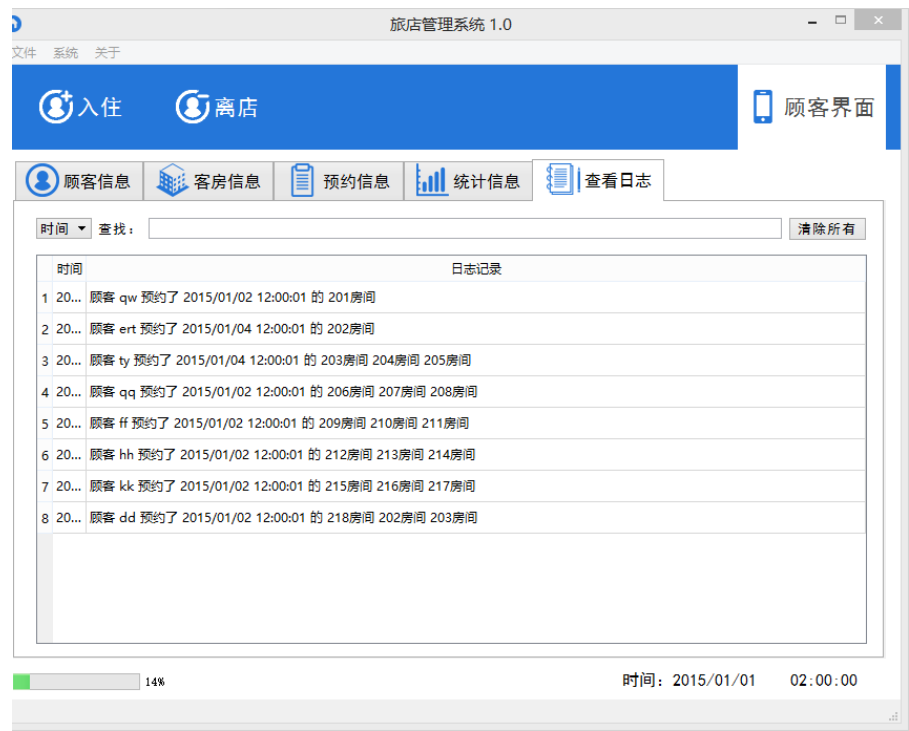 旅店管理系统 1.0
文件 系统 关于
入住 离店 顾客界面
顾客信息 客房信息 预约信息 统计信息 查看日志
时间 查找： 清除所有
时间 日志记录
1 20... 顾客 qw 预约了 2015/01/02 12:00:01 的 201房间
2 20... 顾客 ert 预约了 2015/01/04 12:00:01 的 202房间
3 20... 顾客 ty 预约了 2015/01/04 12:00:01 的 203房间 204房间 205房间
4 20... 顾客 qq 预约了 2015/01/02 12:00:01 的 206房间 207房间 208房间
5 20... 顾客 ff 预约了 2015/01/02 12:00:01 的 209房间 210房间 211房间
6 20... 顾客 hh 预约了 2015/01/02 12:00:01 的 212房间 213房间 214房间
7 20... 顾客 kk 预约了 2015/01/02 12:00:01 的 215房间 216房间 217房间
8 20... 顾客 dd 预约了 2015/01/02 12:00:01 的 218房间 202房间 203房间
14% 时间：2015/01/01 02:00:00